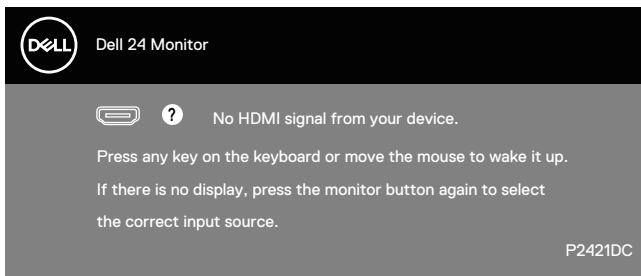 DELL
Dell 24 Monitor
? No HDMI signal from your device.
Press any key on the keyboard or move the mouse to wake it up.
If there is no display, press the monitor button again to select
the correct input source.
P2421DC